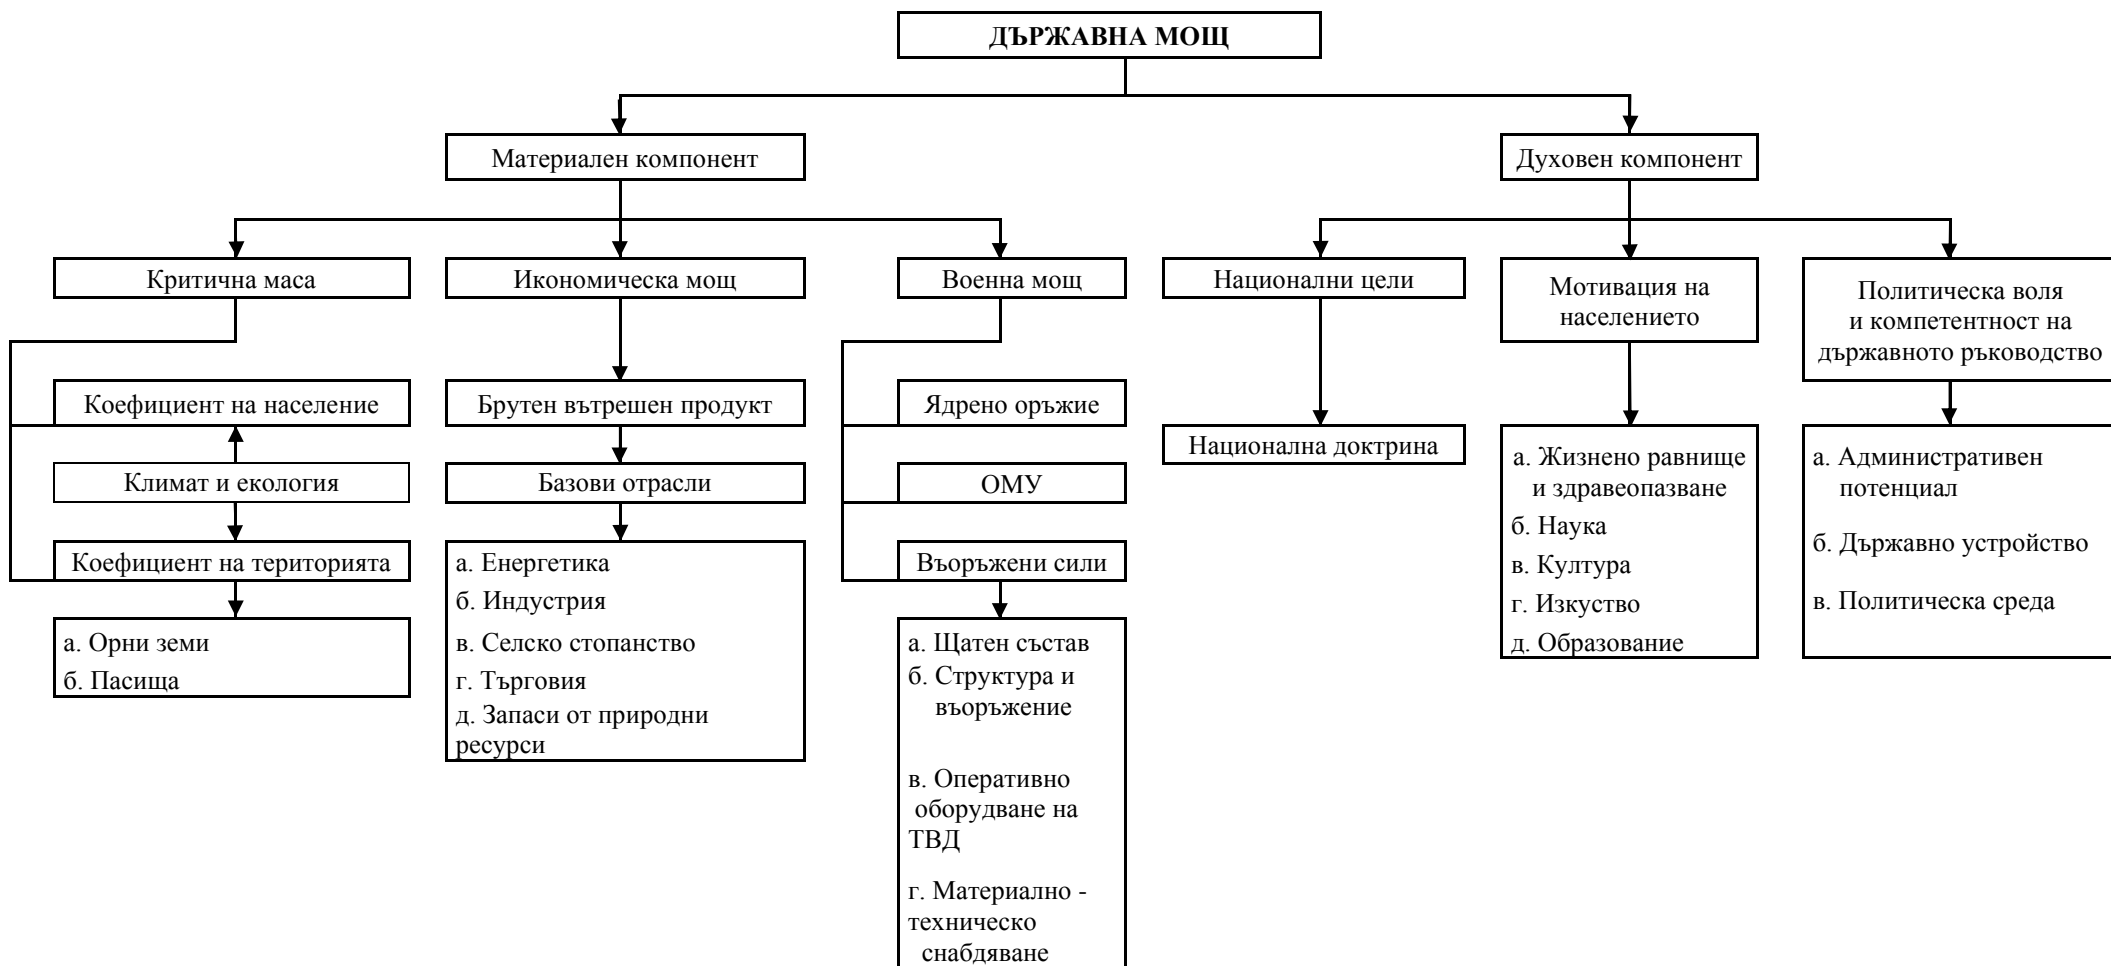 ДЪРЖАВНА МОЩ
Материален компонент
Духовен компонент
Критична маса
Икономическа мощ
Военна мощ
Национални цели
Мотивация на
населението
Политическа воля
и компетентност на
държавното ръководство
Коефициент на население
Брутен вътрешен продукт
Ядрено оръжие
Национална доктрина
Климат и екология
Базови отрасли
ОМУ
Коефициент на територията
Въоръжени сили
а. Орни земи
б. Пасища
а. Енергетика
б. Индустрия
в. Селско стопанство
г. Търговия
д. Запаси от природни
ресурси
а. Щатен състав
б. Структура и
въоръжение
в. Оперативно
оборудване на
ТВД
г. Материално -
техническо
снабдяване
а. Жизнено равнище
и здравеопазване
б. Наука
в. Култура
г. Изкуство
д. Образование
а. Административен
потенциал
б. Държавно устройство
в. Политическа среда